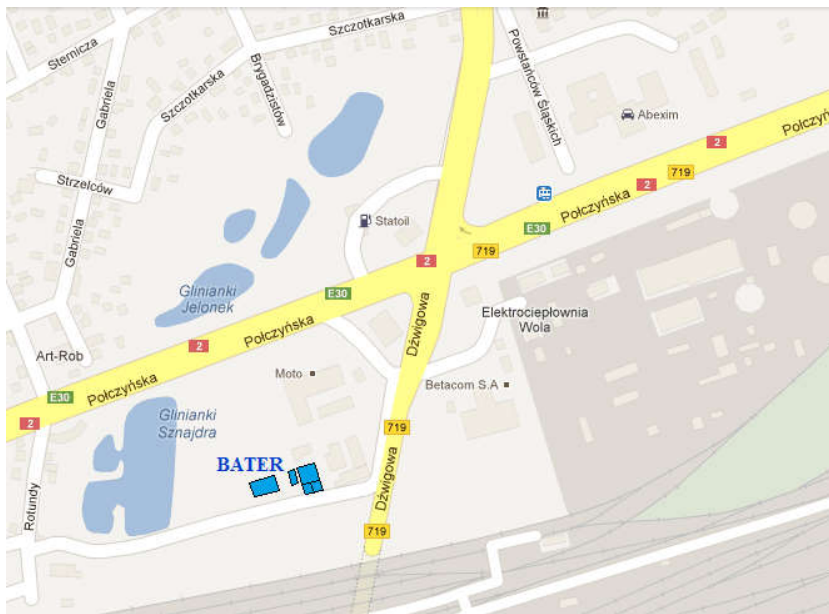 Szczotkarska
Sternicza
Powstańców Śląskich
Gabriela
Brygadzistów
Szczotkarska
Abexim
Połczyń
2
719
Strzelców
2
Połczyńska
Statoil
E30
719
Gabriela
2
Glinianki
Jelonek
E30
Elektrociepłownia
Wola
Połczyńska
Dźwigowa
2
Art-Rob
Moto
Betacom S.A
Połczyńska
E30
2
Glinianki
Sznajdra
719
BATER
Dźwigowa
Rotundy
719